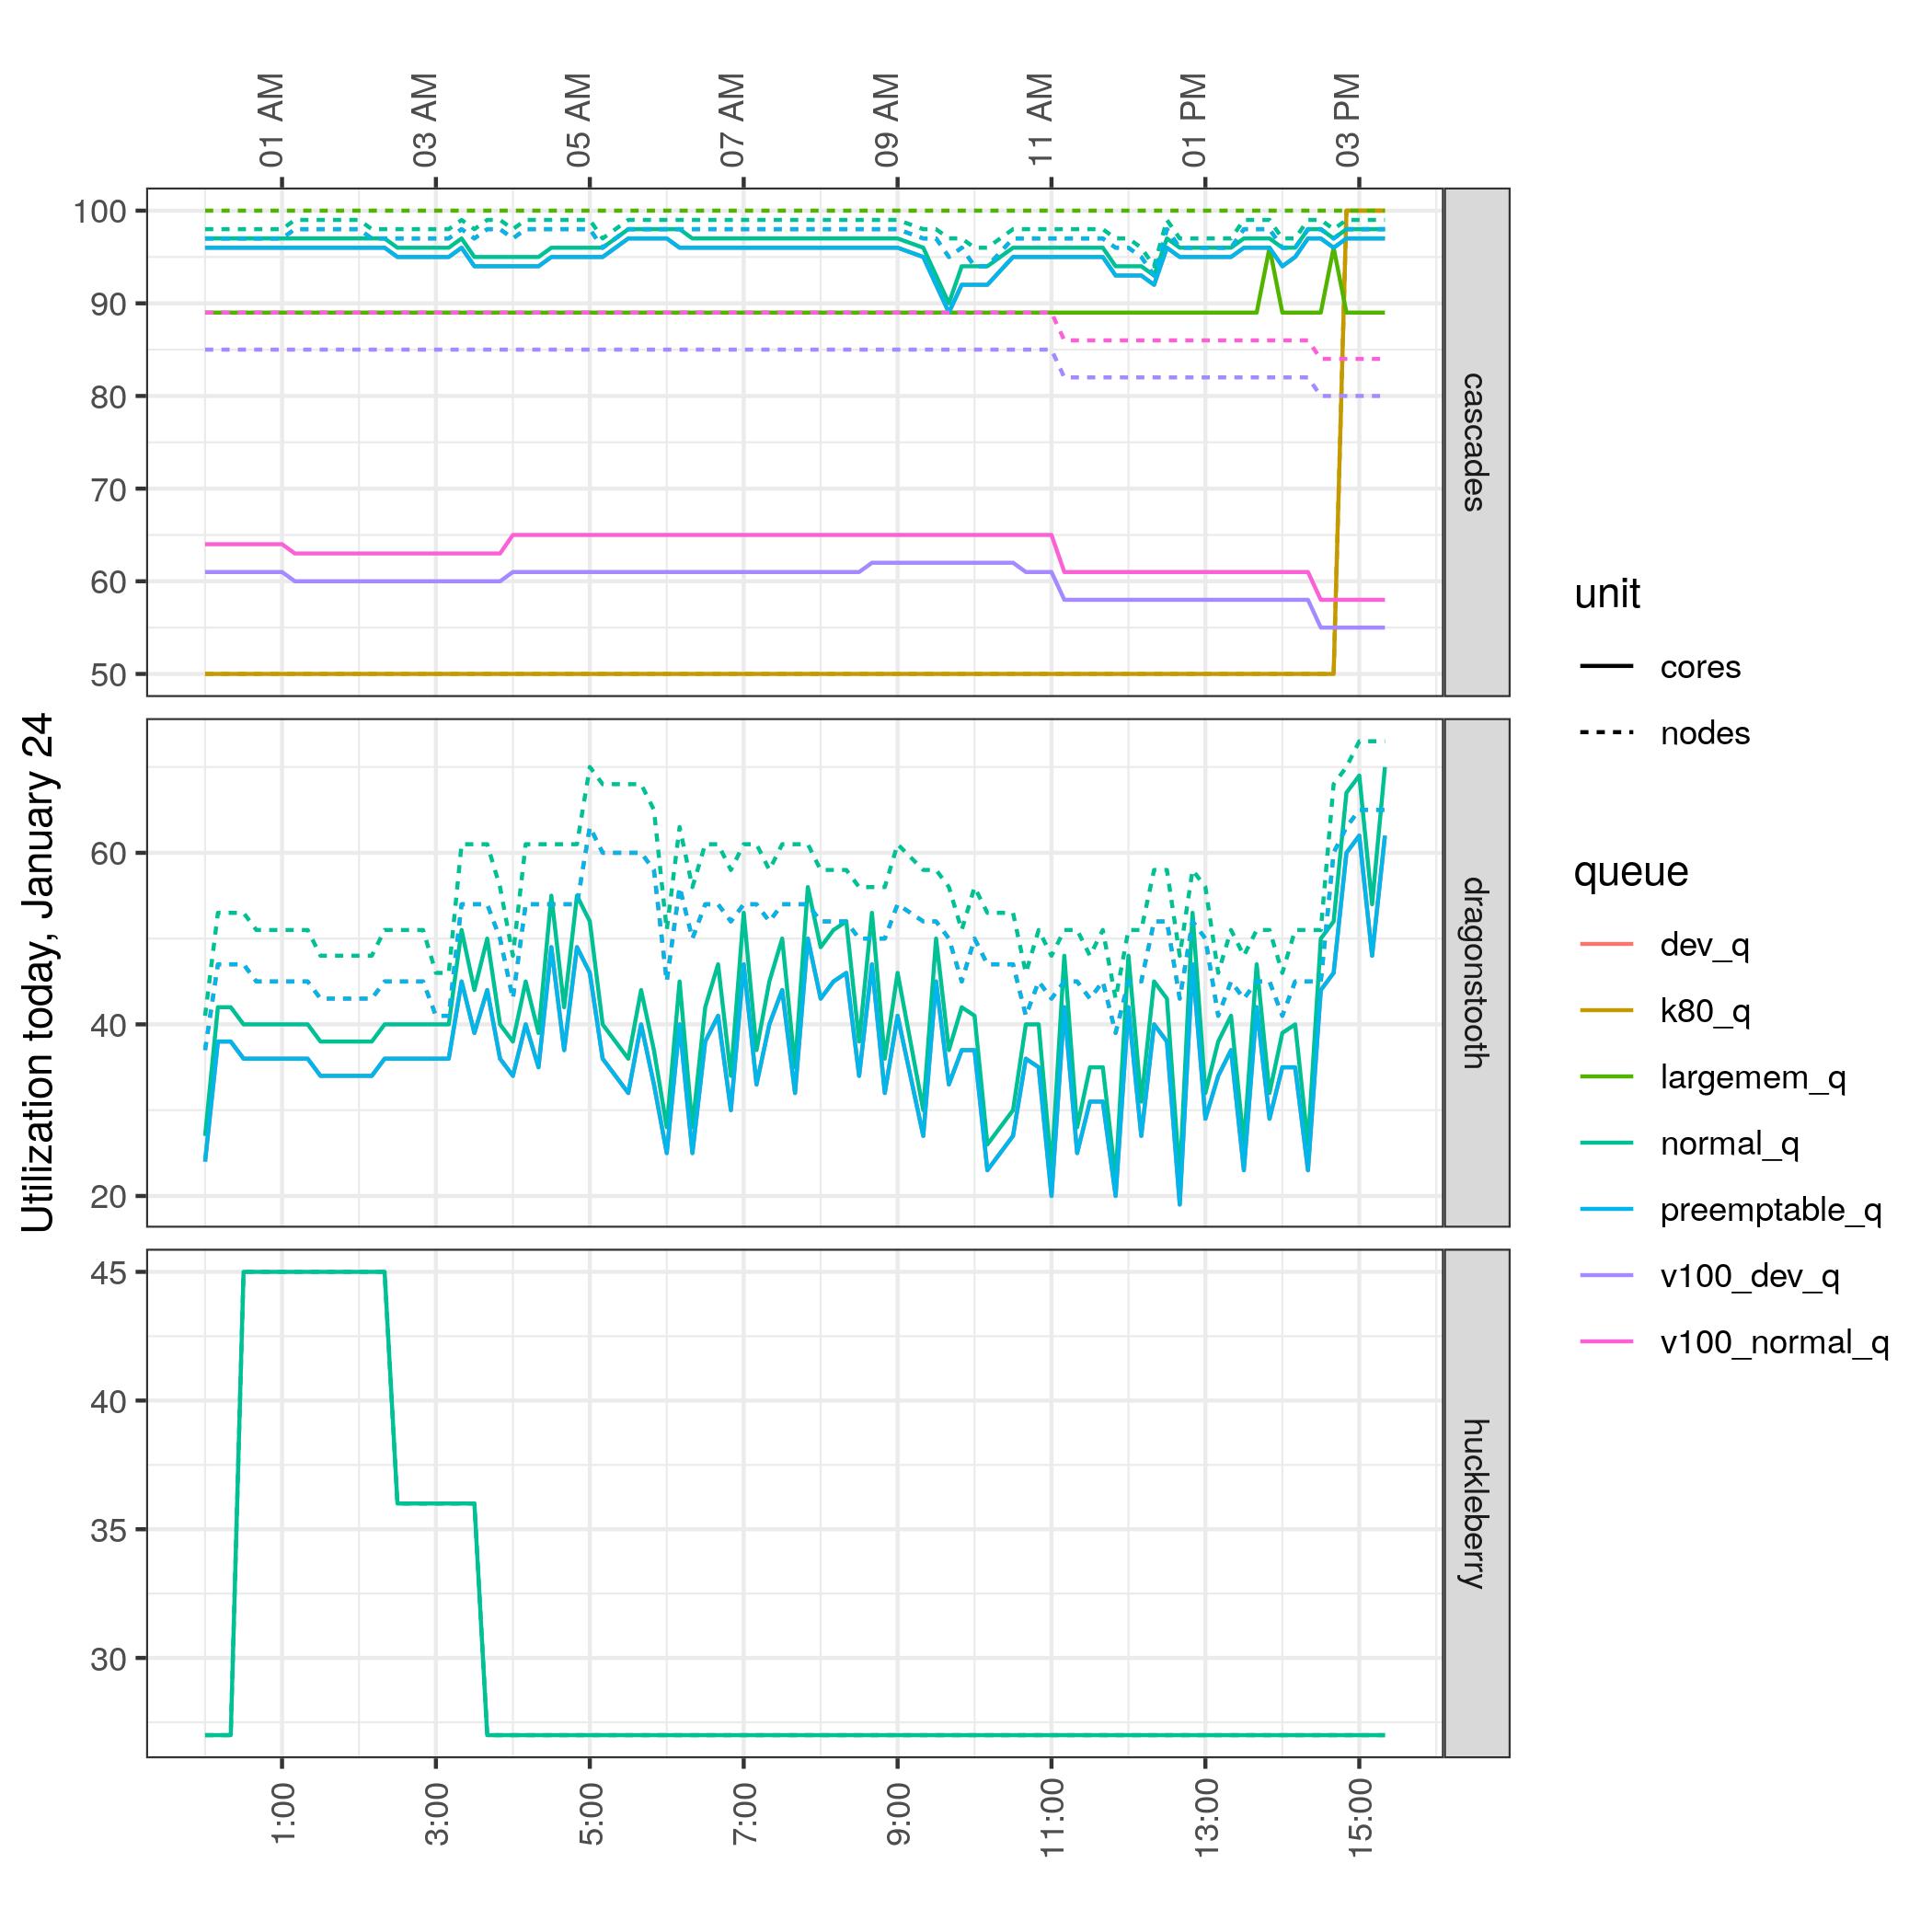 01 AM
03 AM
05 AM
07 AM
09 AM
11 AM
01 PM
03 PM
100
90
80
70
60
50
cascades
60
40
20
dragonstooth
45
40
35
30
huckleberry
1:00
3:00
5:00
7:00
9:00
11:00
13:00
15:00
Utilization today, January 24
unit
cores
nodes
queue
dev_q
k80_q
largemem_q
normal_q
preemptable_q
v100_dev_q
v100_normal_q